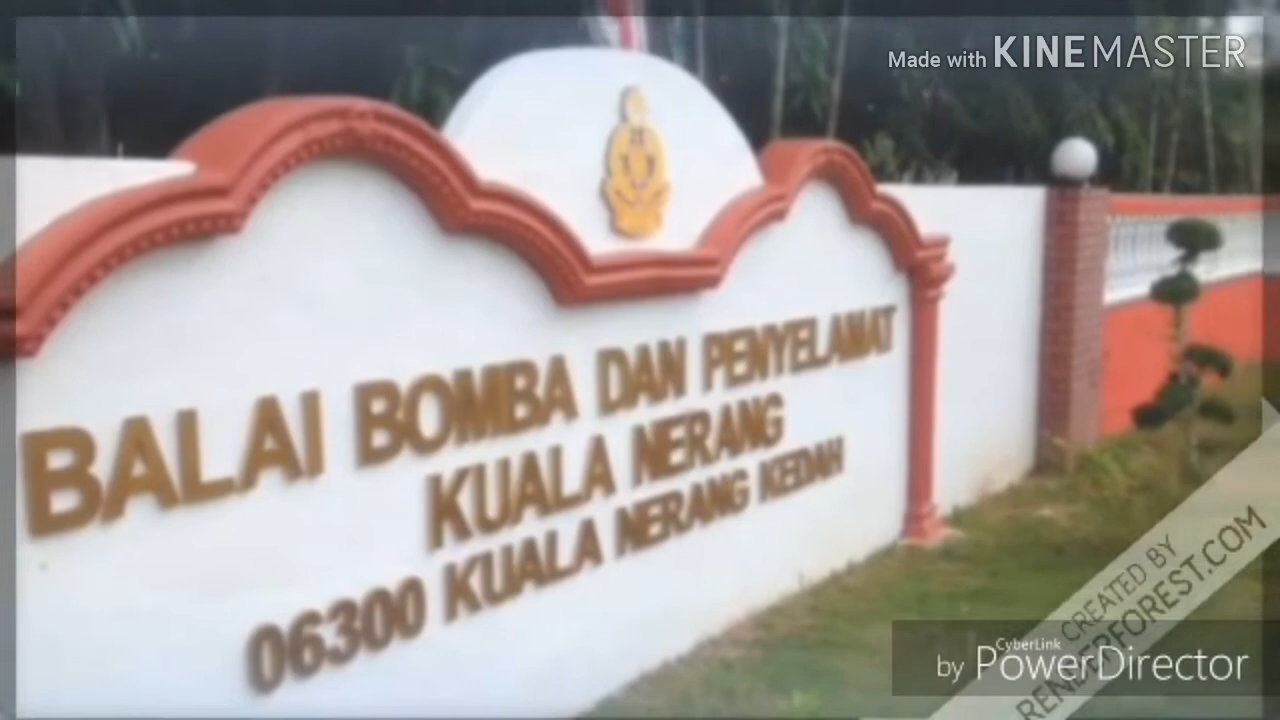 Made with KINEMASTER
BALAI BOMBA DAN PENYELAMAT
KUALA NERANG
06300 KUALA NERANG KEDAH
CREATED BY
RENDERFOREST.COM
CyberLink
by PowerDirector